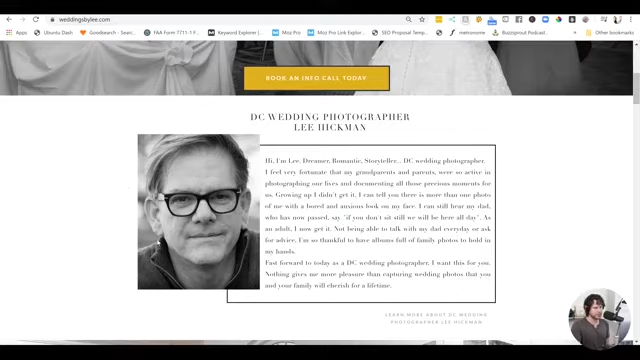 weddingsbylee.com
Apps
Ubuntu Dash
Goodsearch – Searc...
FAA Form T711-1 F...
Keyword Explorer |...
Moz Pro
Moz Pro Link Explor...
SEO Proposal Temp...
metronome
Buzzsprout Podcast...
Other bookmarks
BOOK AN INFO CALL TODAY
DC WEDDING PHOTOGRAPHER
LEE HICKMAN
Hi, I'm Lee. Dreamer, Romantic, Storyteller... DC wedding photographer.
I feel very fortunate that my grandparents and parents, were so active in
photographing our lives and documenting all those precious moments for
us. Growing up I didn't get it, I can tell you there is more than one photo
of me with a bored and anxious look on my face. I can still hear my dad,
who has now passed, say "if you don't sit still we will be here all day". As
an adult, I now get it. Not being able to talk with my dad everyday or ask
for advice, I'm so thankful to have albums full of family photos to hold in
my hands.
Fast forward to today as a DC wedding photographer, I want this for you.
Nothing gives me more pleasure than capturing wedding photos that you
and your family will cherish for a lifetime.
LEARN MORE ABOUT DC WEDDING
PHOTOGRAPHER LEE HICKMAN